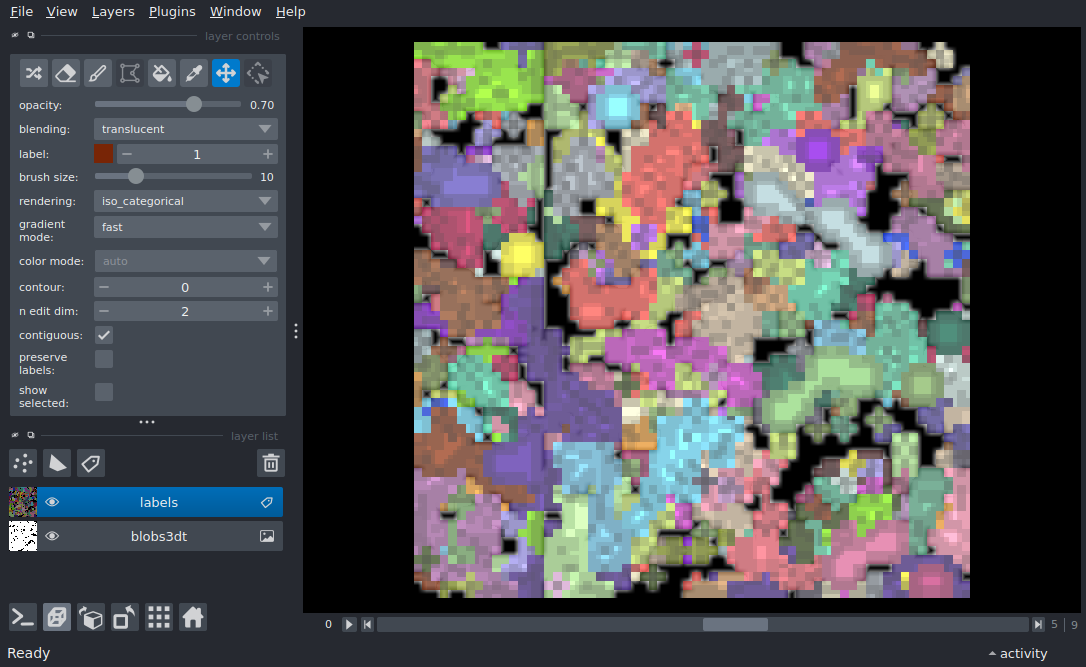 File View Layers Plugins Window Help
layer controls
opacity: 0.70
blending: translucent
label: 1
brush size: 10
rendering: iso_categorical
gradient mode: fast
color mode: auto
contour: 0
n edit dim: 2
contiguous:
preserve labels:
show selected:
layer list
labels
blobs3dt
0 5 9
Ready activity